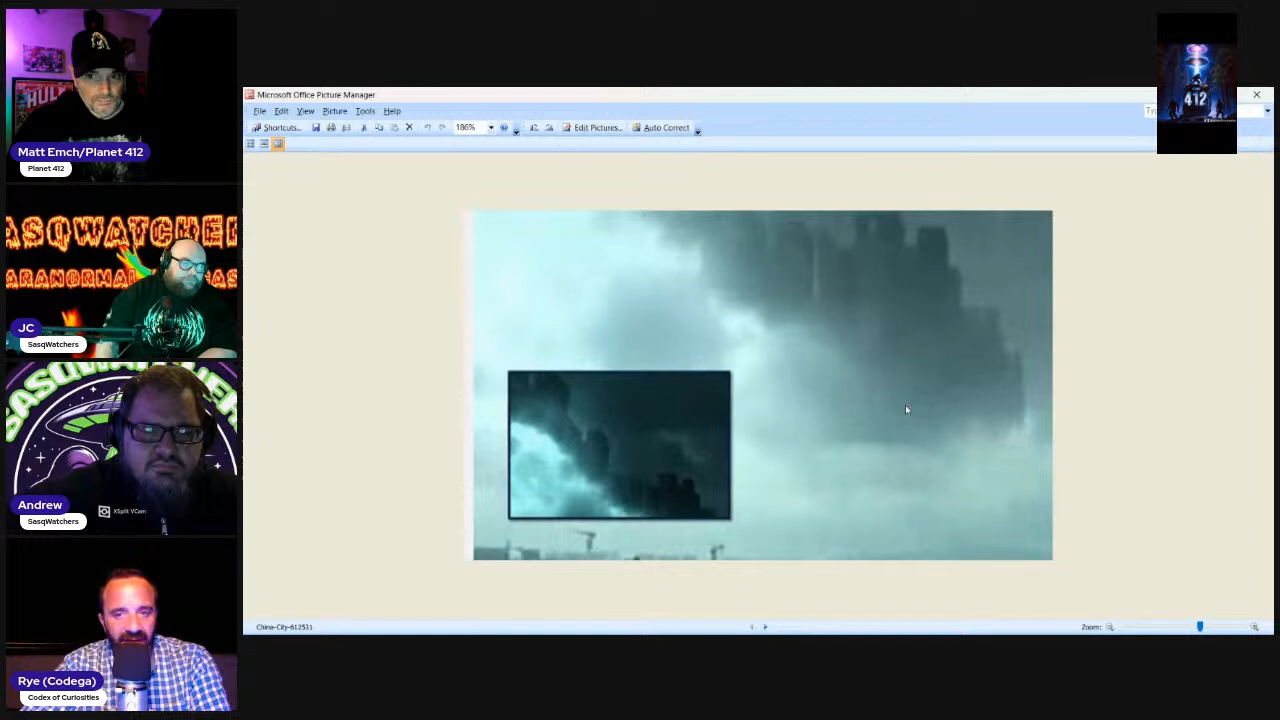 HUL
Matt Emch/Planet 412
Planet 412
ASQWATCHER
PARANORMAL
JC
SasqWatchers
SASQWATCHER
XSplit VCam
Andrew
SasqWatchers
Rye (Codega)
Codex of Curiosities
Microsoft Office Picture Manager
File Edit View Picture Tools Help
Shortcuts... 186% Edit Pictures... Auto Correct
China-City-612531
Zoom:
412